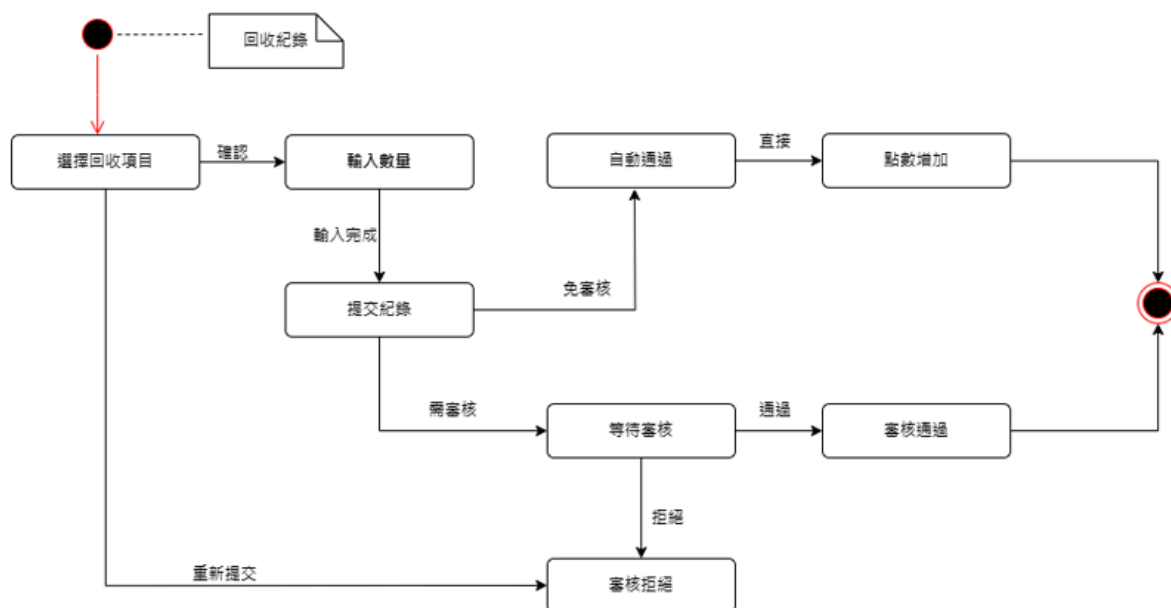 回收紀錄
選擇回收項目
確認
輸入數量
自動通過
直接
點數增加
輸入完成
提交紀錄
免審核
需審核
等待審核
通過
審核通過
拒絕
重新提交
審核拒絕